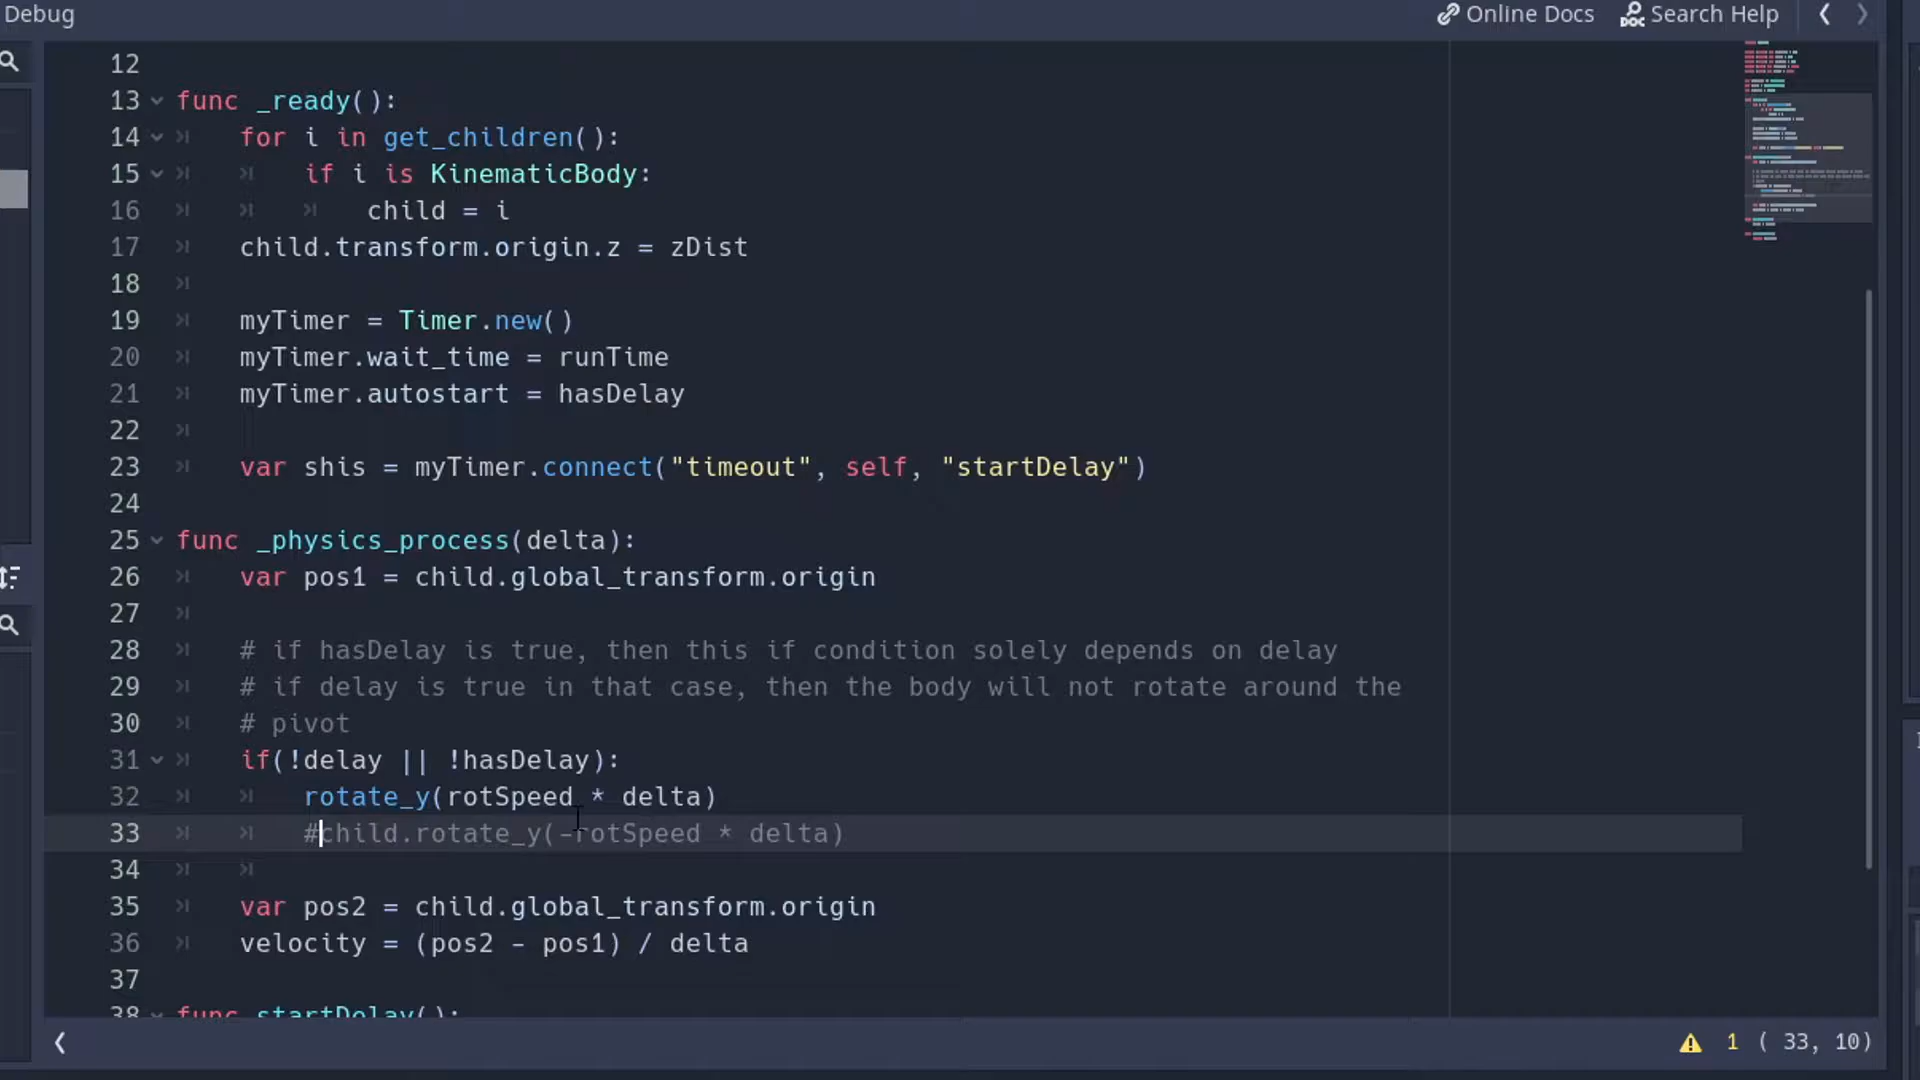 Debug
Online Docs
Search Help
12
13 func _ready():
14 for i in get_children():
15 if i is KinematicBody:
16 child = i
17 child.transform.origin.z = zDist
18
19 myTimer = Timer.new()
20 myTimer.wait_time = runTime
21 myTimer.autostart = hasDelay
22
23 var shis = myTimer.connect("timeout", self, "startDelay")
24
25 func _physics_process(delta):
26 var pos1 = child.global_transform.origin
27
28 # if hasDelay is true, then this if condition solely depends on delay
29 # if delay is true in that case, then the body will not rotate around the
30 # pivot
31 if(!delay || !hasDelay):
32 rotate_y(rotSpeed * delta)
33 #child.rotate_y(-rotSpeed * delta)
34
35 var pos2 = child.global_transform.origin
36 velocity = (pos2 - pos1) / delta
37
38 func startDelay():
1 ( 33, 10)